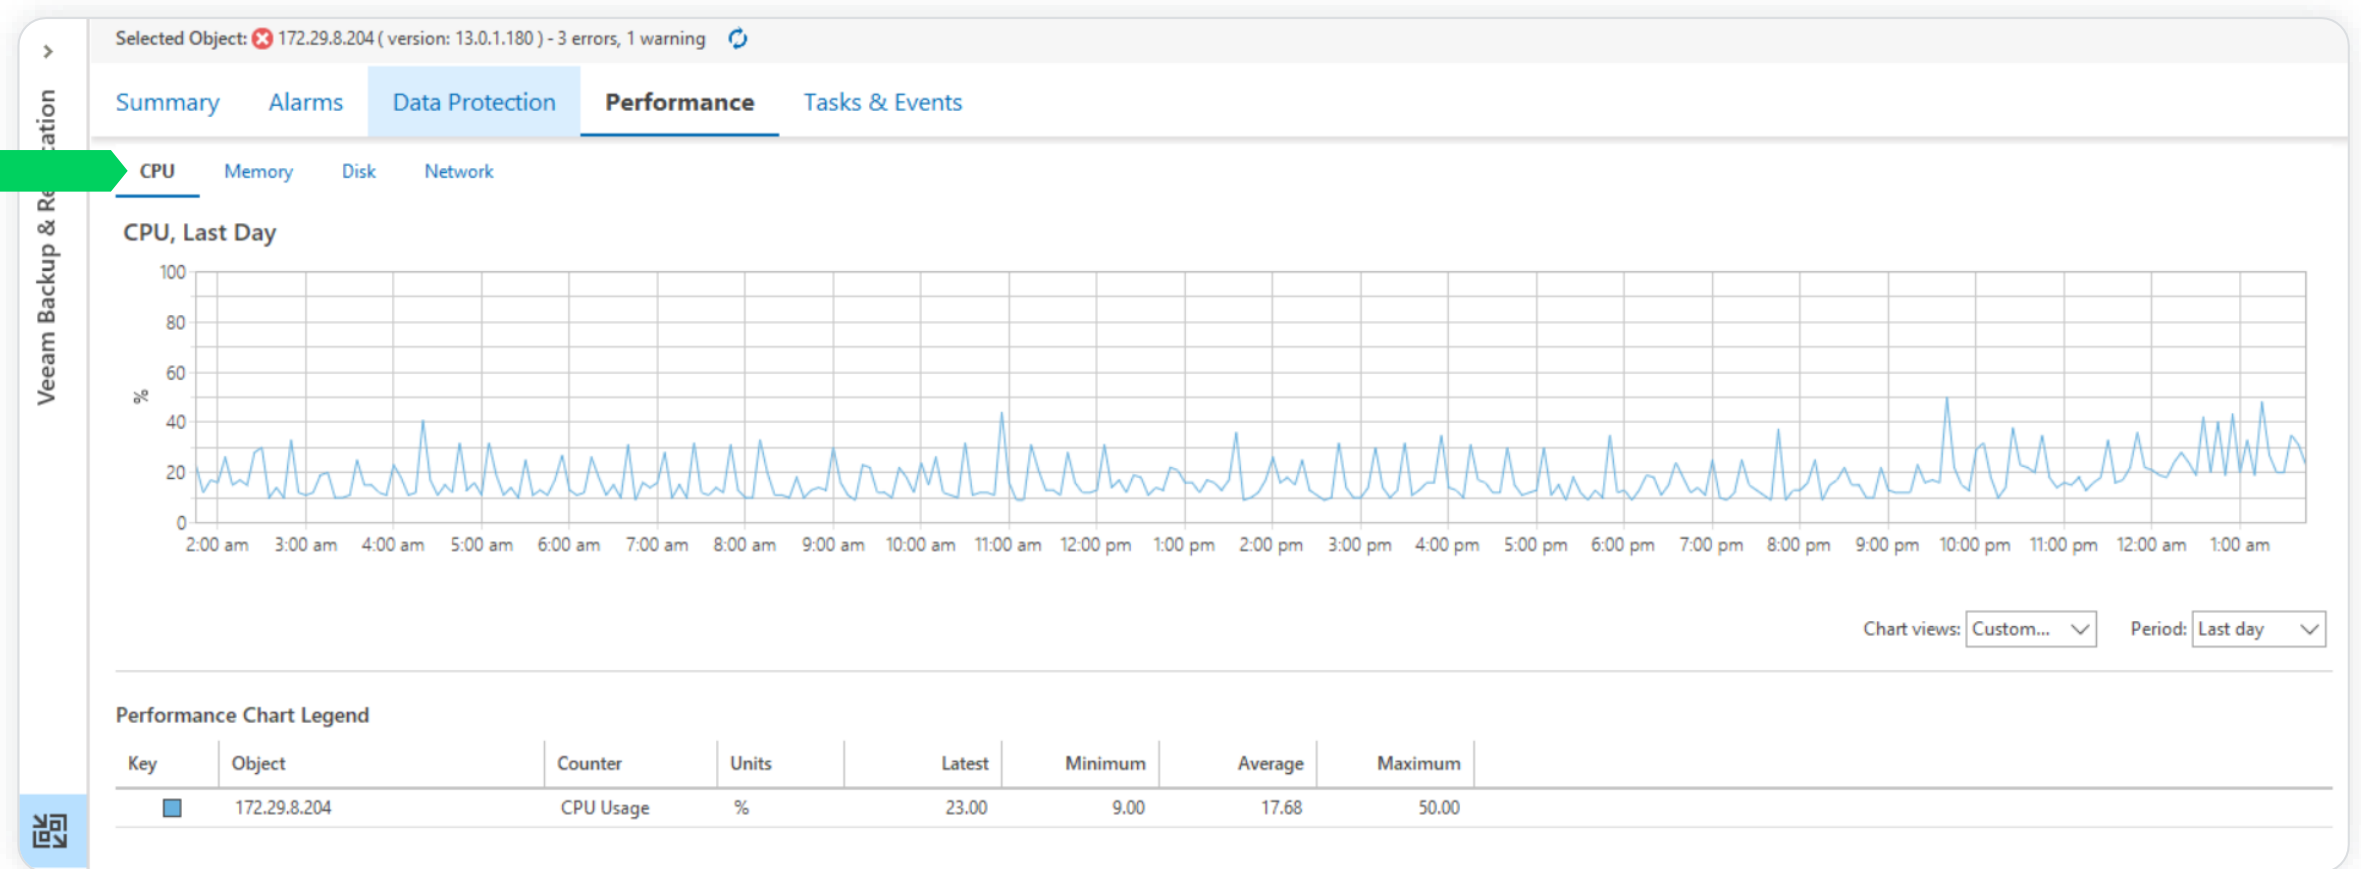 Selected Object: 172.29.8.204 ( version: 13.0.1.180 ) - 3 errors, 1 warning
Summary Alarms Data Protection Performance Tasks & Events
CPU Memory Disk Network
CPU, Last Day
100
80
60
40
20
0
%
2:00 am 3:00 am 4:00 am 5:00 am 6:00 am 7:00 am 8:00 am 9:00 am 10:00 am 11:00 am 12:00 pm 1:00 pm 2:00 pm 3:00 pm 4:00 pm 5:00 pm 6:00 pm 7:00 pm 8:00 pm 9:00 pm 10:00 pm 11:00 pm 12:00 am 1:00 am
Chart views: Custom... Period: Last day
Performance Chart Legend
Key Object Counter Units Latest Minimum Average Maximum
172.29.8.204 CPU Usage % 23.00 9.00 17.68 50.00
Veeam Backup &